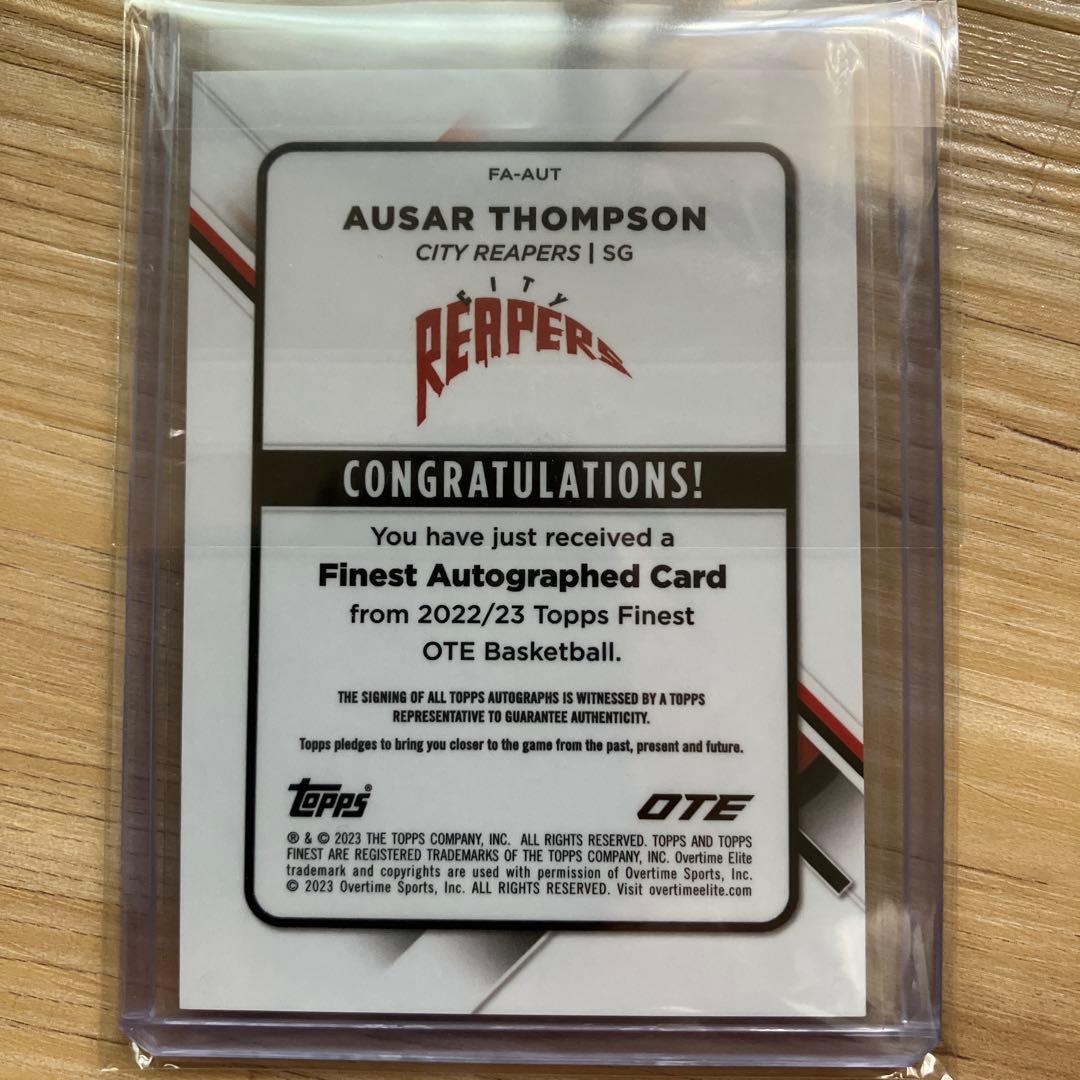 FA-AUT
AUSAR THOMPSON
CITY REAPERS | SG
CITY
REAPERS
CONGRATULATIONS!
You have just received a
Finest Autographed Card
from 2022/23 Topps Finest
OTE Basketball.
THE SIGNING OF ALL TOPPS AUTOGRAPHS IS WITNESSED BY A TOPPS
REPRESENTATIVE TO GUARANTEE AUTHENTICITY.
Topps pledges to bring you closer to the game from the past, present and future.
topps®
OTE
® & © 2023 THE TOPPS COMPANY, INC. ALL RIGHTS RESERVED. TOPPS AND TOPPS
FINEST ARE REGISTERED TRADEMARKS OF THE TOPPS COMPANY, INC. Overtime Elite
trademark and copyrights are used with permission of Overtime Sports, Inc.
© 2023 Overtime Sports, Inc. ALL RIGHTS RESERVED. Visit overtimeelite.com